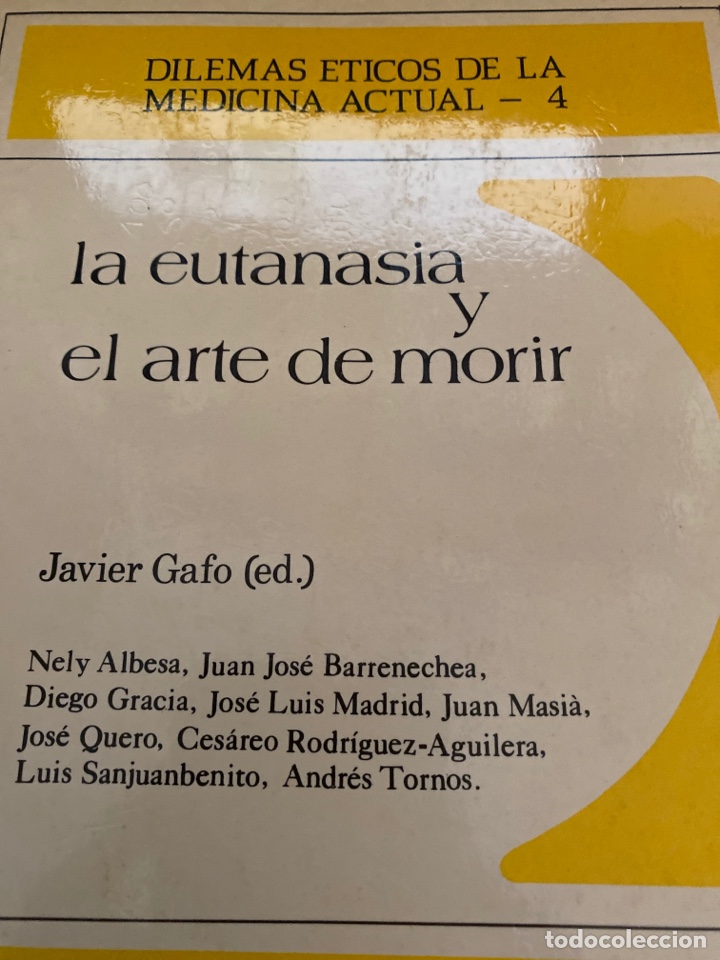 DILEMAS ETICOS DE LA
MEDICINA ACTUAL – 4
la eutanasia
y
el arte de morir
Javier Gafo (ed.)
Nely Albesa, Juan José Barrenechea,
Diego Gracia, José Luis Madrid, Juan Masià,
José Quero, Cesáreo Rodríguez-Aguilera,
Luis Sanjuanbenito, Andrés Tornos.
todocoleccion